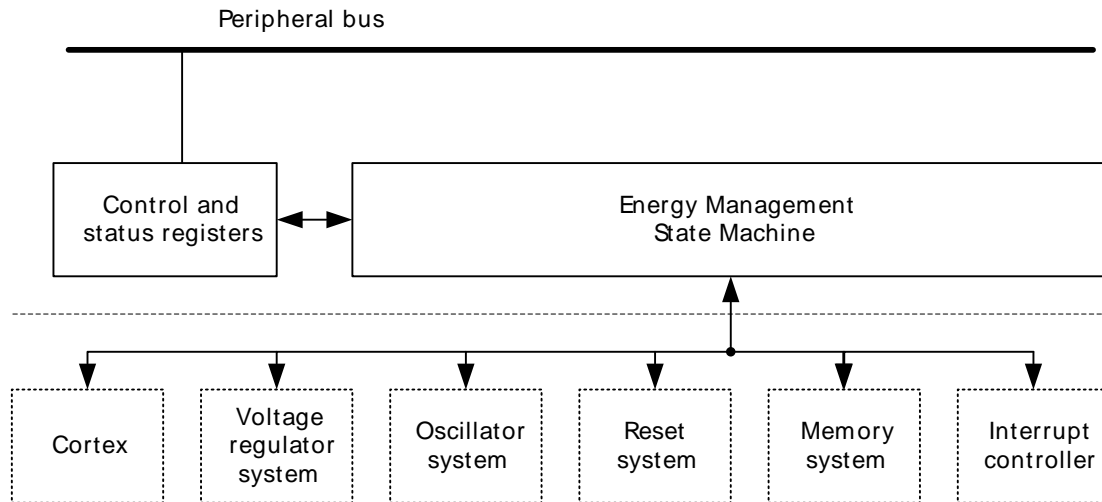 Peripheral bus
Control and
status registers
Energy Management
State Machine
Cortex
Voltage
regulator
system
Oscillator
system
Reset
system
Memory
system
Interrupt
controller